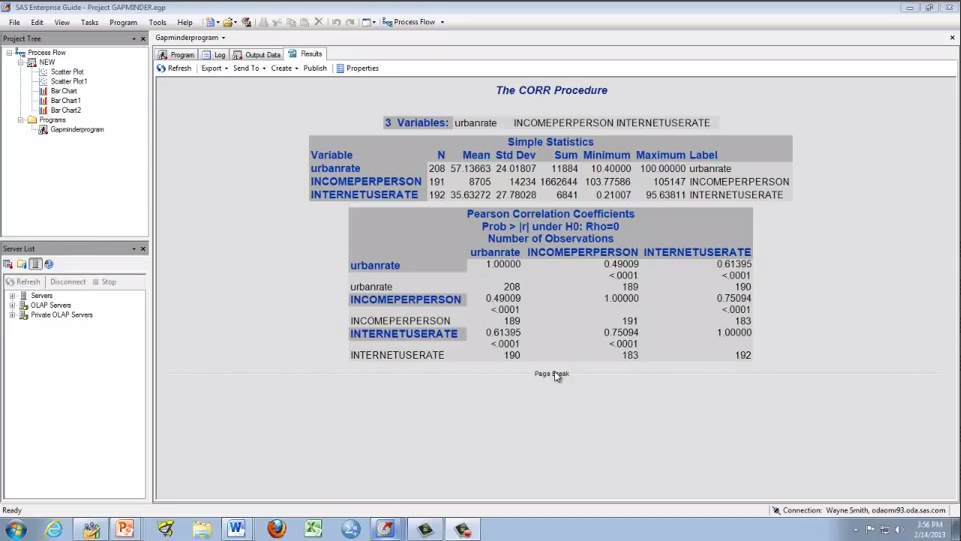 SAS Enterprise Guide - Project GAPMINDER.egp
File Edit View Tasks Program Tools Help Process Flow
Project Tree
Process Flow
NEW
Scatter Plot
Scatter Plot1
Bar Chart
Bar Chart1
Bar Chart2
Programs
Gapminderprogram
Server List
Refresh Disconnect Stop
Servers
OLAP Servers
Private OLAP Servers
Gapminderprogram
Program Log Output Data Results
Refresh Export Send To Create Publish Properties
The CORR Procedure
3 Variables: urbanrate INCOMEPERPERSON INTERNETUSERATE
Simple Statistics
Variable N Mean Std Dev Sum Minimum Maximum Label
urbanrate 208 57.13663 24.01807 11884 10.40000 100.00000 urbanrate
INCOMEPERPERSON 191 8705 14234 1662644 103.77586 105147 INCOMEPERPERSON
INTERNETUSERATE 192 35.63272 27.78028 6841 0.21007 95.63811 INTERNETUSERATE
Pearson Correlation Coefficients
Prob > |r| under H0: Rho=0
Number of Observations
urbanrate INCOMEPERPERSON INTERNETUSERATE
urbanrate 1.00000 0.49009 0.61395
<.0001 <.0001
urbanrate 208 189 190
INCOMEPERPERSON 0.49009 1.00000 0.75094
<.0001 <.0001
INCOMEPERPERSON 189 191 183
INTERNETUSERATE 0.61395 0.75094 1.00000
<.0001 <.0001
INTERNETUSERATE 190 183 192
Page Break
Ready
Connection: Wayne Smith, odaomr93.oda.sas.com
3:56 PM
2/14/2013